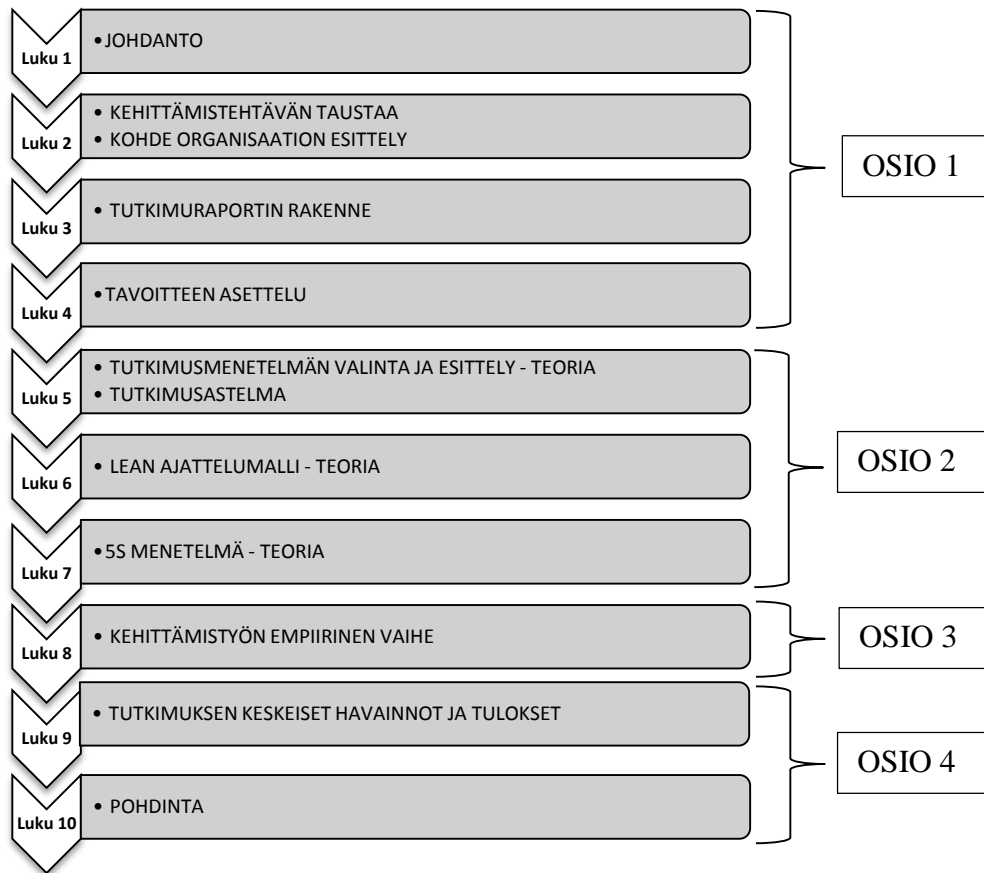 Luku 1
• JOHDANTO
Luku 2
• KEHITTÄMISTEHTÄVÄN TAUSTAA
• KOHDE ORGANISAATION ESITTELY
Luku 3
• TUTKIMURAPORTIN RAKENNE
Luku 4
• TAVOITTEEN ASETTELU
OSIO 1
Luku 5
• TUTKIMUSMENETELMÄN VALINTA JA ESITTELY - TEORIA
• TUTKIMUSASTELMA
Luku 6
• LEAN AJATTELUMALLI - TEORIA
Luku 7
• 5S MENETELMÄ - TEORIA
OSIO 2
Luku 8
• KEHITTÄMISTYÖN EMPIIRINEN VAIHE
OSIO 3
Luku 9
• TUTKIMUKSEN KESKEISET HAVAINNOT JA TULOKSET
Luku 10
• POHDINTA
OSIO 4